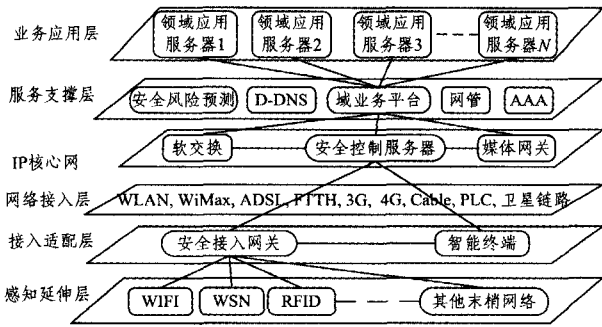 业务应用层
领域应用服务器1
领域应用服务器2
领域应用服务器3
领域应用服务器N
服务支撑层
安全风险预测
D-DNS
域业务平台
网管
AAA
IP核心网
软交换
安全控制服务器
媒体网关
网络接入层
WLAN, WiMax, ADSL, FTTH, 3G, 4G, Cable, PLC, 卫星链路
接入适配层
安全接入网关
智能终端
感知延伸层
WIFI
WSN
RFID
其他末梢网络